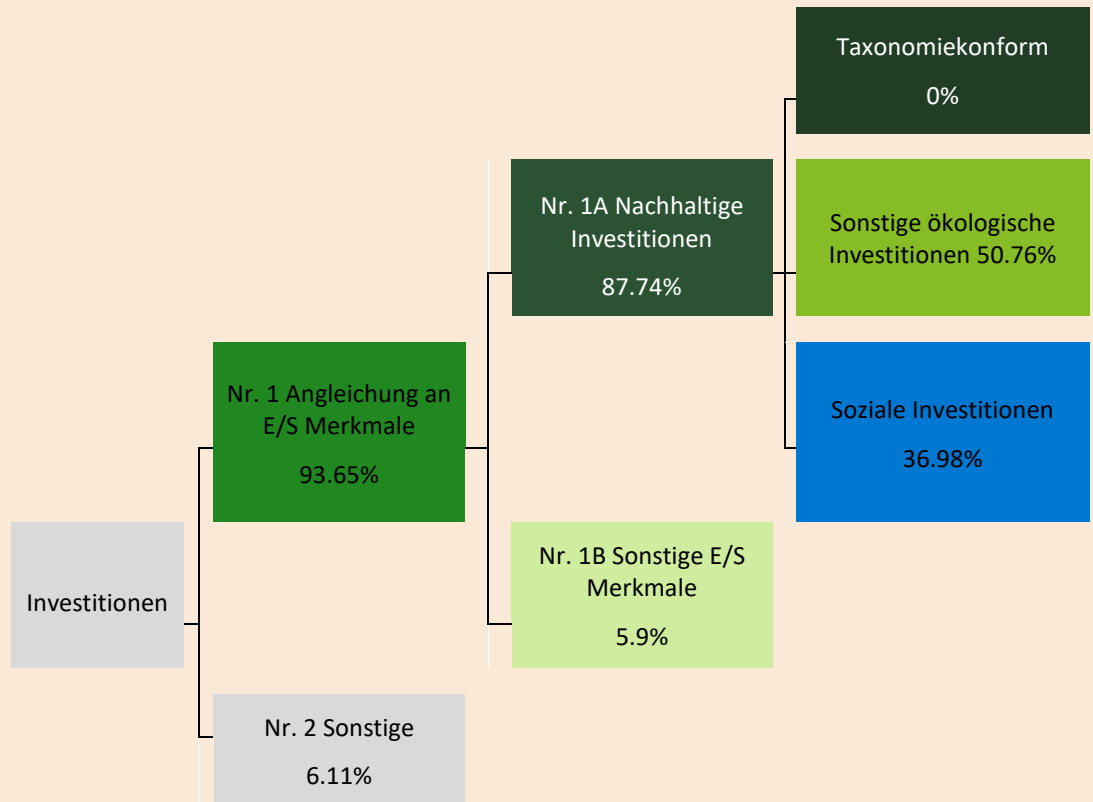 Taxonomiekonform
0%
Nr. 1A Nachhaltige
Investitionen
87.74%
Sonstige ökologische
Investitionen 50.76%
Nr. 1 Angleichung an
E/S Merkmale
93.65%
Soziale Investitionen
36.98%
Investitionen
Nr. 1B Sonstige E/S
Merkmale
5.9%
Nr. 2 Sonstige
6.11%